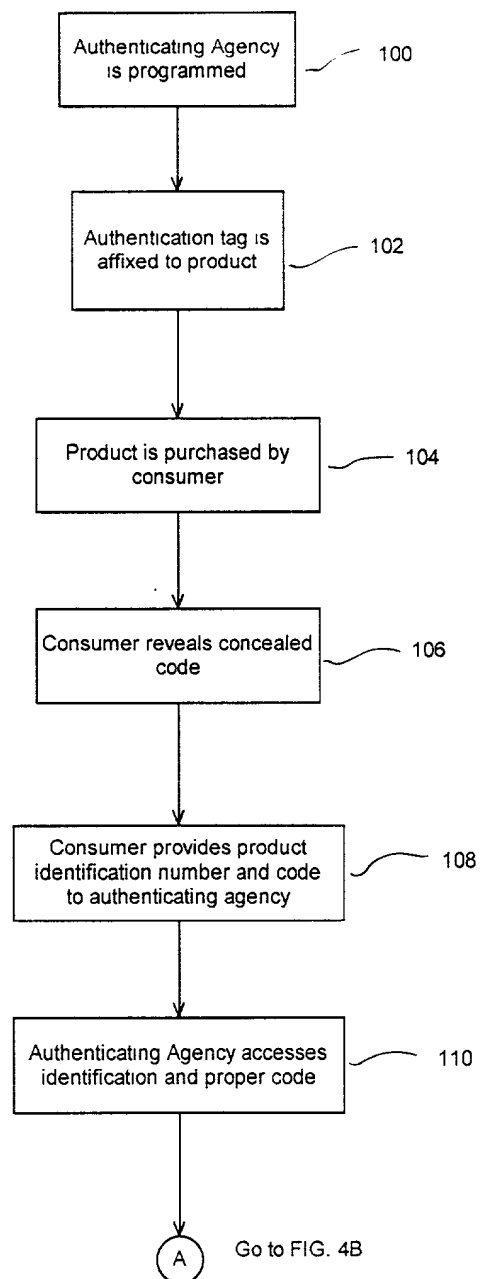 Authenticating Agency
is programmed
100
Authentication tag is
affixed to product
102
Product is purchased by
consumer
104
Consumer reveals concealed
code
106
Consumer provides product
identification number and code
to authenticating agency
108
Authenticating Agency accesses
identification and proper code
110
A
Go to FIG. 4B